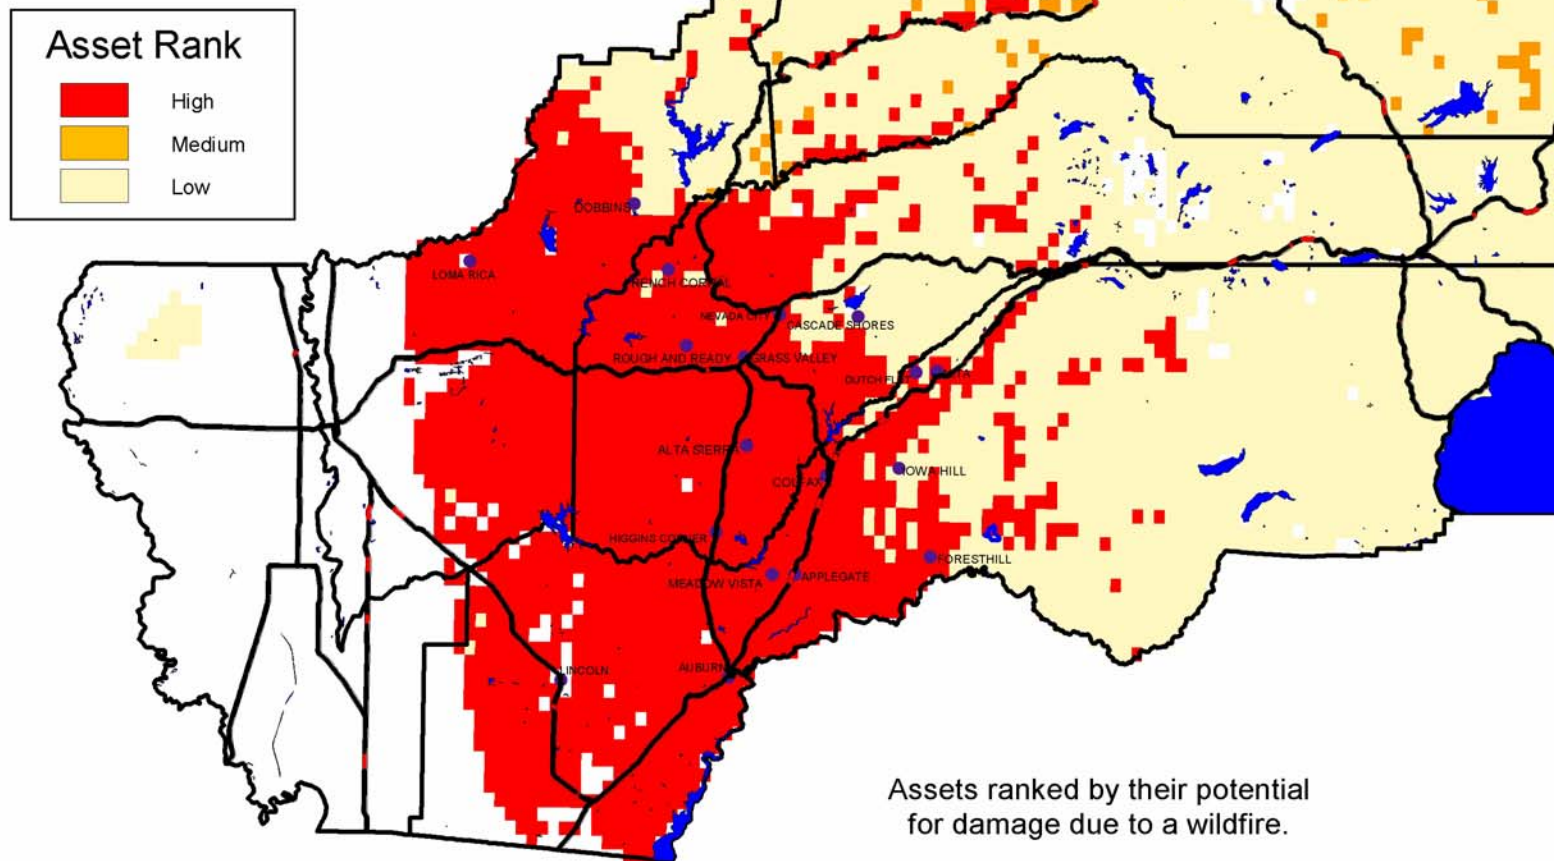 Asset Rank
High
Medium
Low
DOBBINS
LOMA RICA
NEVADA CITY
CASCADE SHORES
ROUGH AND READY
GRASS VALLEY
DUTCH
ALTA SIERRA
COLFAX
IOWA HILL
HIGGINS CORNER
FORESTHILL
MEADOW VISTA
APPLEGATE
LINCOLN
AUBURN
Assets ranked by their potential
for damage due to a wildfire.